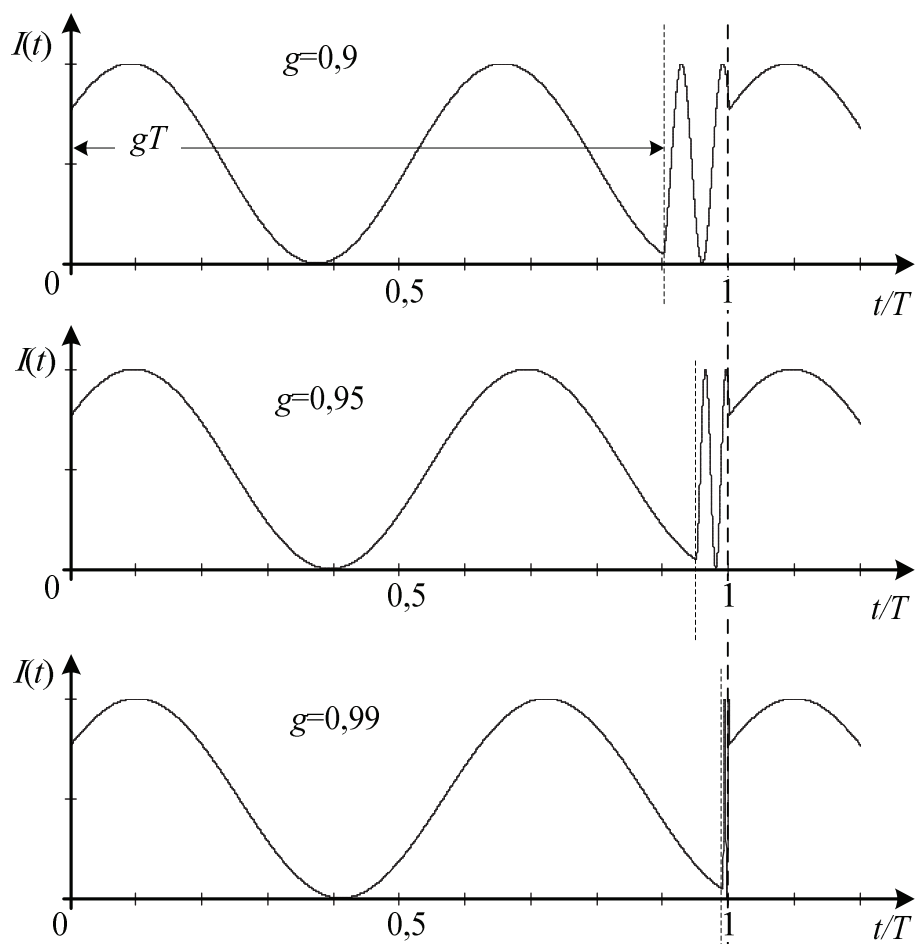 I(t)
g=0,9
gT
0
0,5
1
t/T
I(t)
g=0,95
0
0,5
1
t/T
I(t)
g=0,99
0
0,5
1
t/T